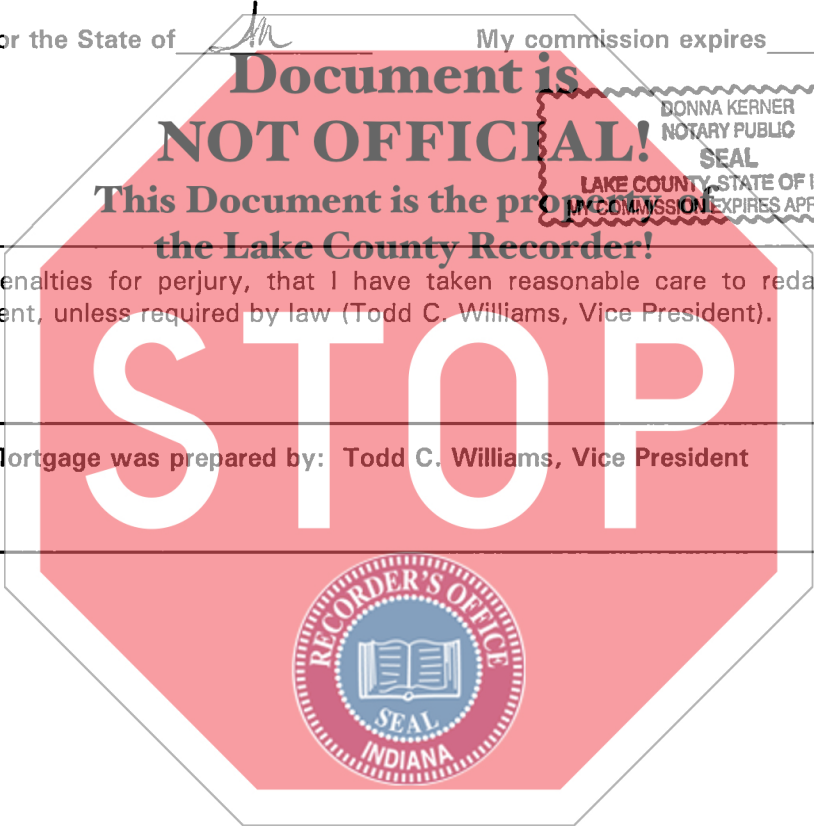 or the State of In My commission expires
Document is
NOT OFFICIAL!
DONNA KERNER
NOTARY PUBLIC
SEAL
LAKE COUNTY, STATE OF I
MY COMMISSION EXPIRES APR
This Document is the property of
the Lake County Recorder!
enalties for perjury, that I have taken reasonable care to reda
ent, unless required by law (Todd C. Williams, Vice President).
STOP
lortgage was prepared by: Todd C. Williams, Vice President
RECORDER'S OFFICE
SEAL
INDIANA